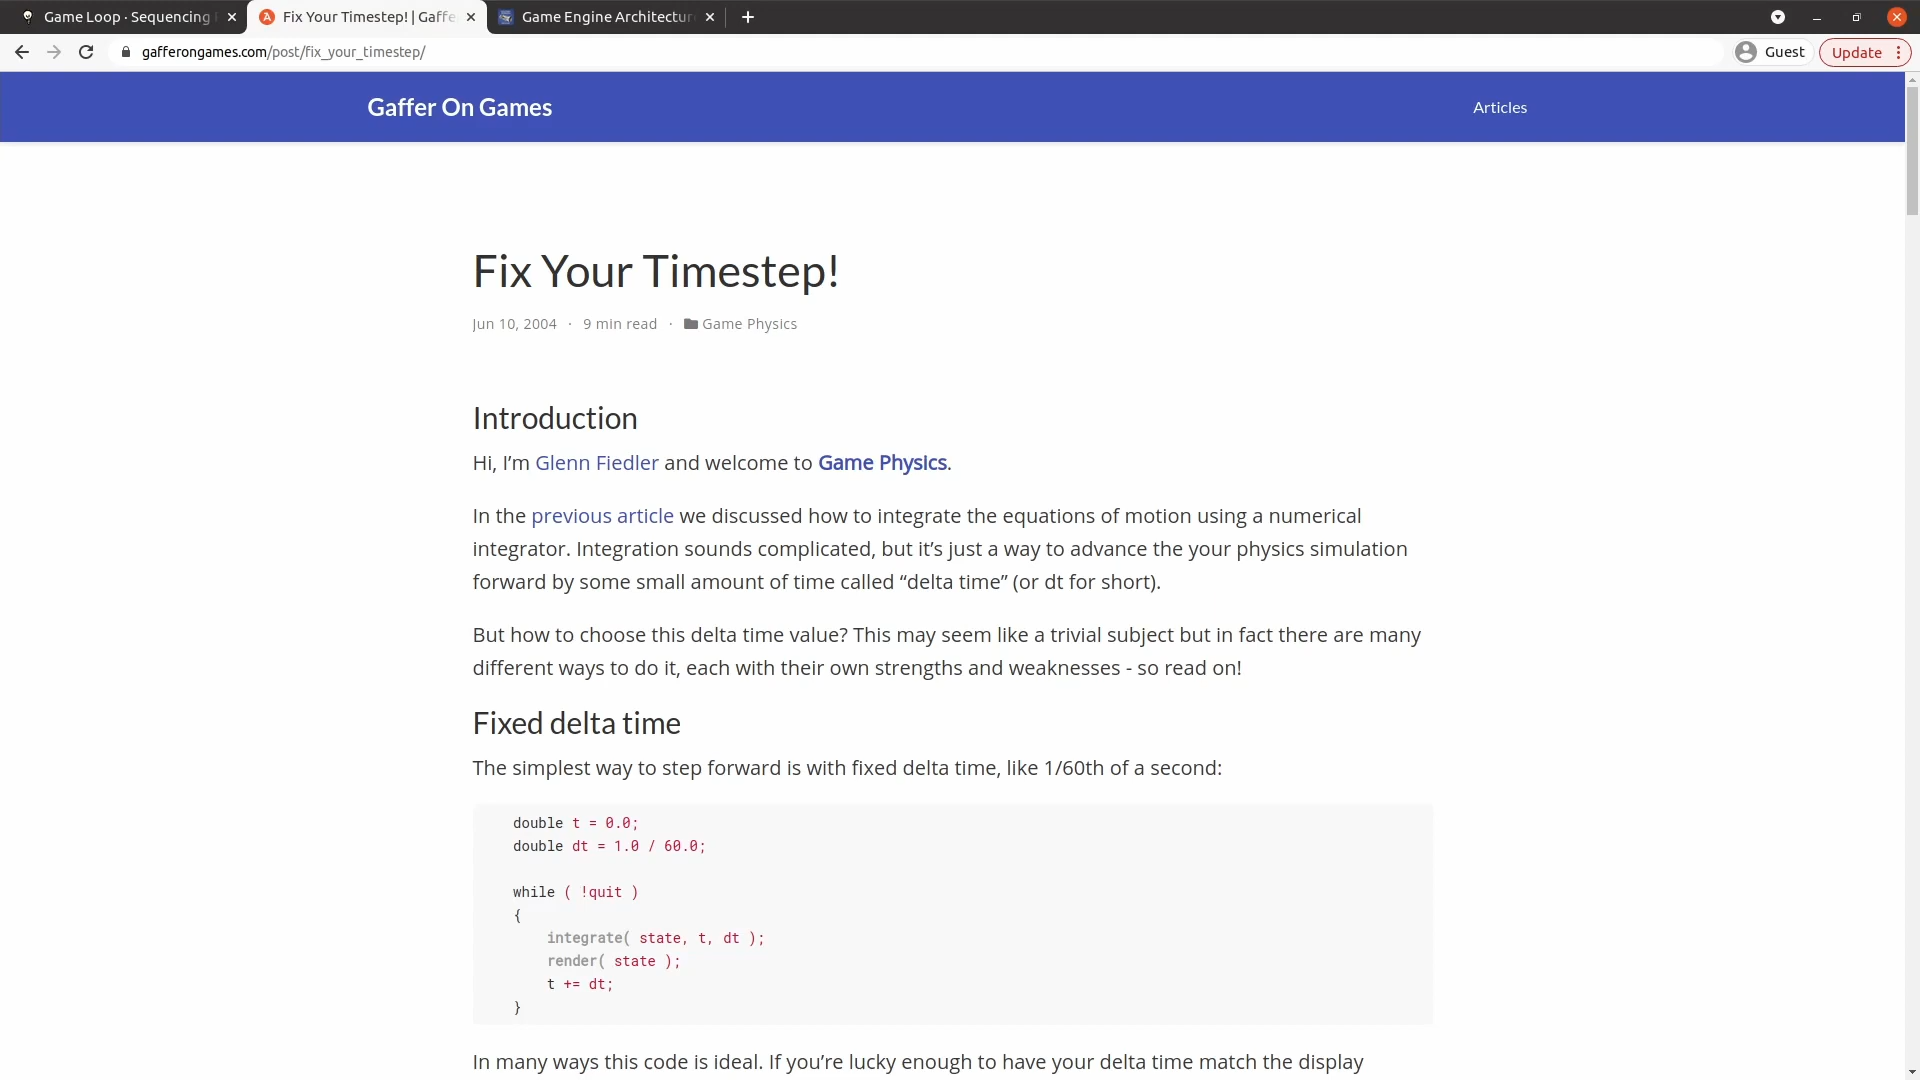 Game Loop · Sequencing
Fix Your Timestep! | Gaffe
Game Engine Architectur
gafferongames.com/post/fix_your_timestep/
Guest
Update
Gaffer On Games
Articles
Fix Your Timestep!
Jun 10, 2004 · 9 min read · Game Physics
Introduction
Hi, I’m Glenn Fiedler and welcome to Game Physics.
In the previous article we discussed how to integrate the equations of motion using a numerical
integrator. Integration sounds complicated, but it’s just a way to advance the your physics simulation
forward by some small amount of time called “delta time” (or dt for short).
But how to choose this delta time value? This may seem like a trivial subject but in fact there are many
different ways to do it, each with their own strengths and weaknesses - so read on!
Fixed delta time
The simplest way to step forward is with fixed delta time, like 1/60th of a second:
double t = 0.0;
double dt = 1.0 / 60.0;
while ( !quit )
{
integrate( state, t, dt );
render( state );
t += dt;
}
In many ways this code is ideal. If you’re lucky enough to have your delta time match the display